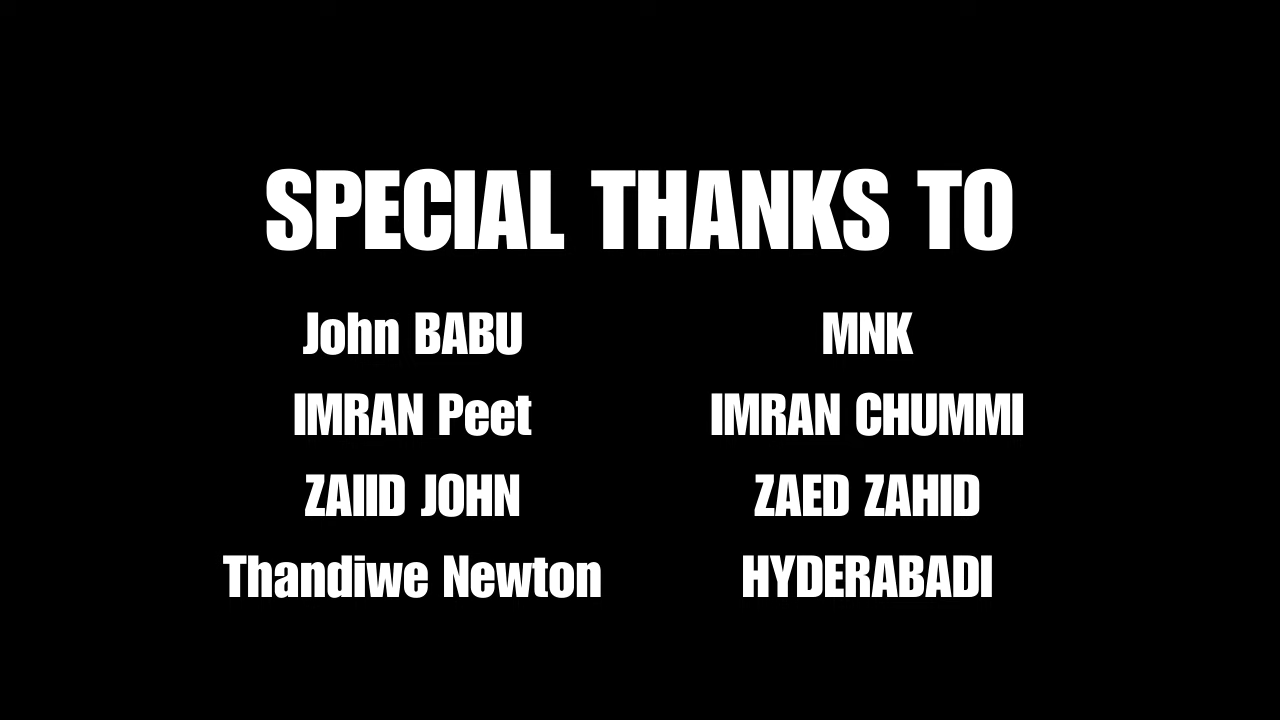 SPECIAL THANKS TO
John BABU
MNK
IMRAN Peet
IMRAN CHUMMI
ZAIID JOHN
ZAED ZAHID
Thandiwe Newton
HYDERABADI